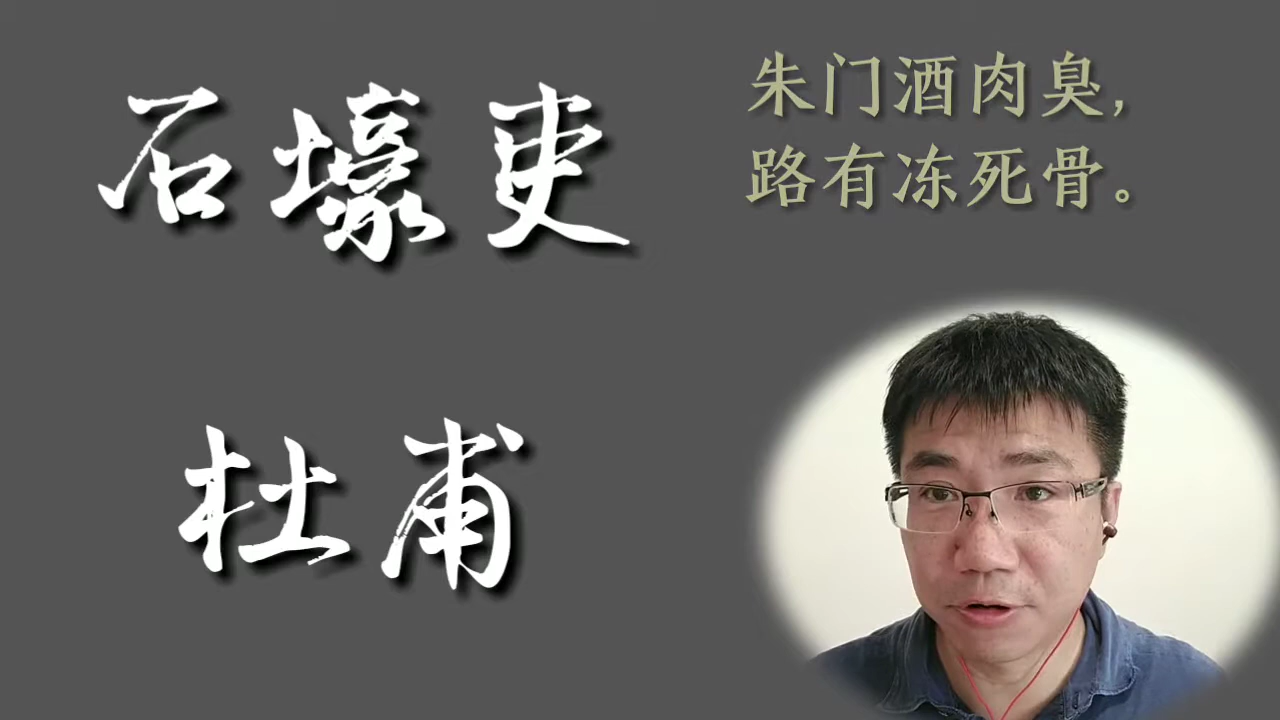 石壕吏
杜甫
朱门酒肉臭,
路有冻死骨。